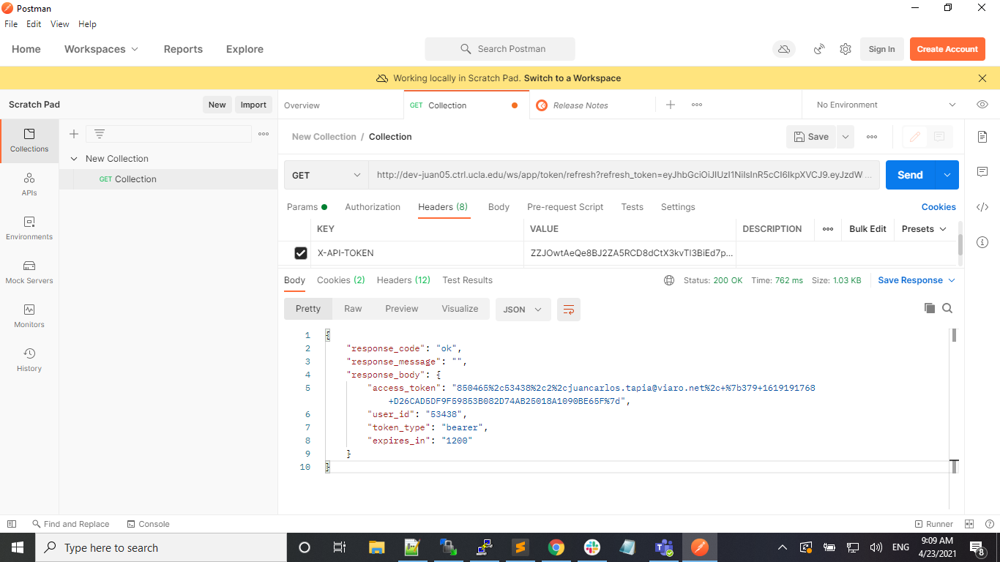 Postman
File Edit View Help
Home Workspaces Reports Explore Search Postman Sign In Create Account
Working locally in Scratch Pad. Switch to a Workspace
Scratch Pad New Import Overview GET Collection Release Notes No Environment
Collections
New Collection
GET Collection
APIs
Environments
Mock Servers
Monitors
History
New Collection / Collection Save
GET http://dev-juan05.ctrl.ucla.edu/ws/app/token/refresh?refresh_token=eyJhbGciOiJIUzI1NiIsInR5cCI6IkpXVCJ9.eyJzdW ... Send
Params Authorization Headers (8) Body Pre-request Script Tests Settings Cookies
KEY VALUE DESCRIPTION Bulk Edit Presets
X-API-TOKEN ZZJOwtAeQe8BJ2ZA5RCD8dCtX3kvTl3BiEd7p...
Body Cookies (2) Headers (12) Test Results Status: 200 OK Time: 762 ms Size: 1.03 KB Save Response
Pretty Raw Preview Visualize JSON
1 {
2 "response_code": "ok",
3 "response_message": "",
4 "response_body": {
5 "access_token": "850465%2c53438%2c2%2cjuancarlos.tapia@viaro.net%2c+%7b379+1619191768
+D26CAD5DF9F59853B082D74AB25018A1090BE65F%7d",
6 "user_id": "53438",
7 "token_type": "bearer",
8 "expires_in": "1200"
9 }
10 }
Find and Replace Console Runner
Type here to search ENG 9:09 AM
4/23/2021 8